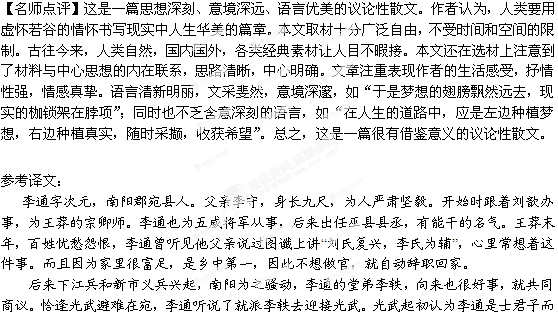 【名师点评】这是一篇思想深刻、意境深远、语言优美的议论性散文。作者认为，人类要用
虚怀若谷的情怀书写现实中人生华美的篇章。本文取材十分广泛自由，不受时间和空间的限
制。古往今来，人类自然，国内国外，各类经典素材让人目不暇接。本文还在选材上注意到
了材料与中心思想的内在联系，思路清晰，中心明确。文章注重表现作者的生活感受，抒情
性强，情感真挚。语言清新明丽，文采斐然，意境深邃，如“于是梦想的翅膀飘然远去，现
实的枷锁架在脖项”；同时也不乏含意深刻的语言，如“在人生的道路中，应是左边种植梦
想，右边种植真实，随时采撷，收获希望”。总之，这是一篇很有借鉴意义的议论性散文。
参考译文：
李通字次元，南阳郡宛县人。父亲李守，身长九尺，为人严肃坚毅。开始时跟着刘歆办
事，为王莽的宗卿师。李通也为五威将军从事，后来出任巫县县丞，有能干的名气。王莽末
年，百姓忧愁怨恨，李通曾听见他父亲说过图谶上讲“刘氏复兴，李氏为辅”，心里常想着这
件事。而且因为家里很富足，是乡中第一，因此不想做官，就自动辞职回家。
后来下江兵和新市义兵兴起，南阳为之骚动，李通的堂弟李轶，向来也很好事，就共同
商议。恰逢光武避难在宛，李通听说了就派李轶去迎接光武。光武起初认为李通是士君子而